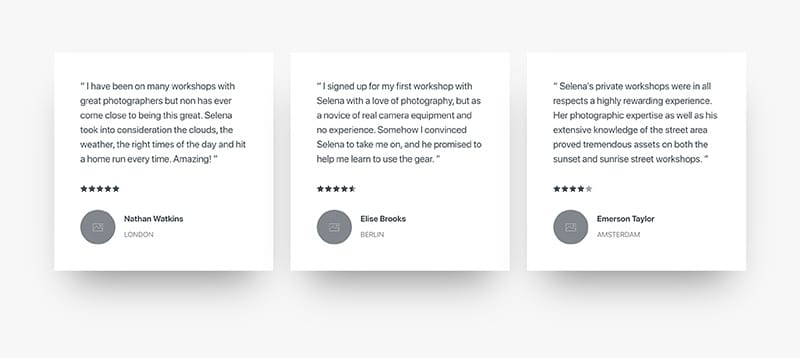 “ I have been on many workshops with
great photographers but non has ever
come close to being this great. Selena
took into consideration the clouds, the
weather, the right times of the day and hit
a home run every time. Amazing! ”
Nathan Watkins
LONDON
“ I signed up for my first workshop with
Selena with a love of photography, but as
a novice of real camera equipment and
no experience. Somehow I convinced
Selena to take me on, and he promised to
help me learn to use the gear. ”
Elise Brooks
BERLIN
“ Selena's private workshops were in all
respects a highly rewarding experience.
Her photographic expertise as well as his
extensive knowledge of the street area
proved tremendous assets on both the
sunset and sunrise street workshops. ”
Emerson Taylor
AMSTERDAM